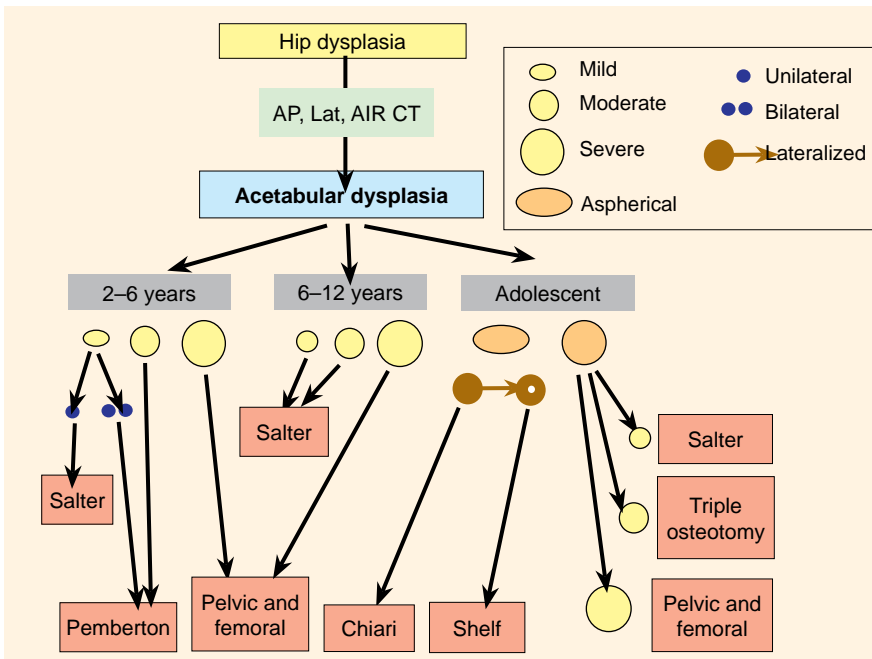 Hip dysplasia
AP, Lat, AIR CT
Acetabular dysplasia
Mild
Moderate
Severe
Aspherical
Unilateral
Bilateral
Lateralized
2–6 years
6–12 years
Adolescent
Salter
Salter
Salter
Triple
osteotomy
Pemberton
Pelvic and
femoral
Chiari
Shelf
Pelvic and
femoral